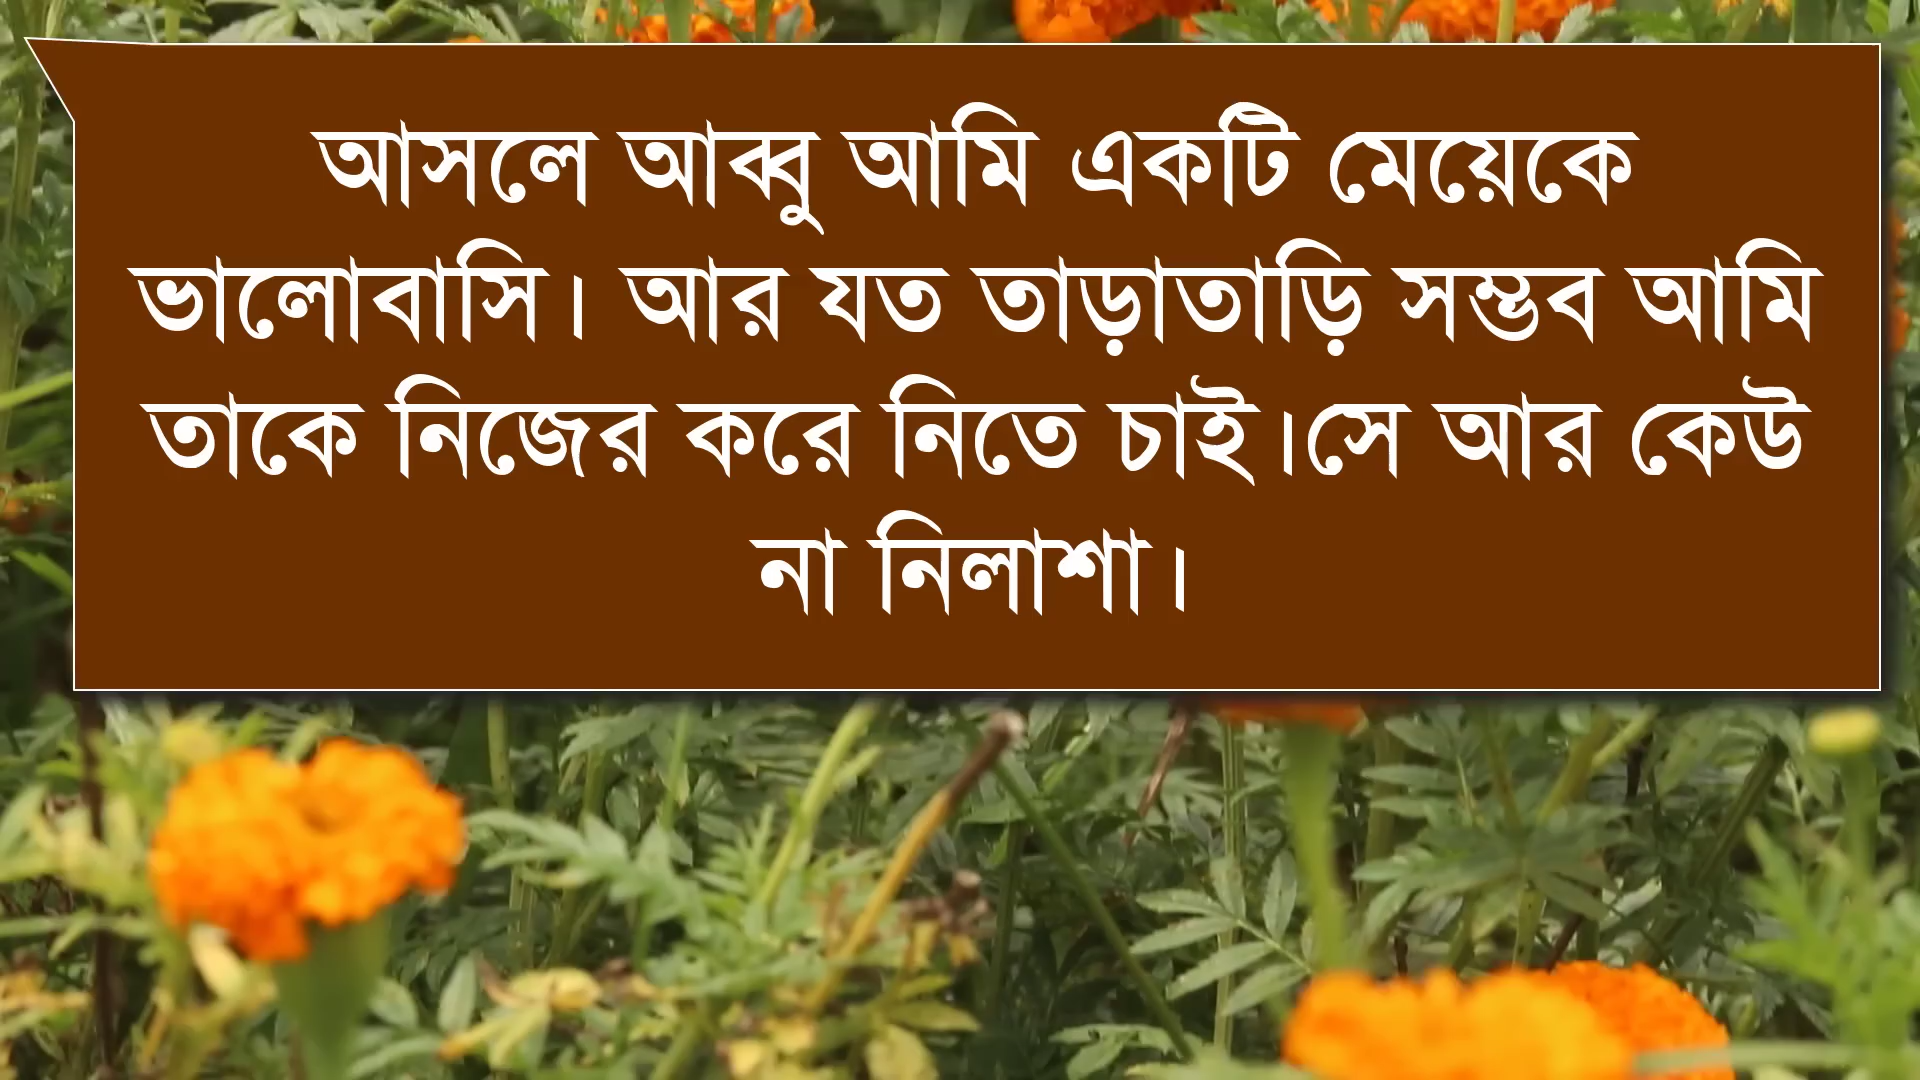 আসলে আব্বু আমি একটি মেয়েকে
ভালোবাসি। আর যত তাড়াতাড়ি সম্ভব আমি
তাকে নিজের করে নিতে চাই।সে আর কেউ
না নিলাশা।